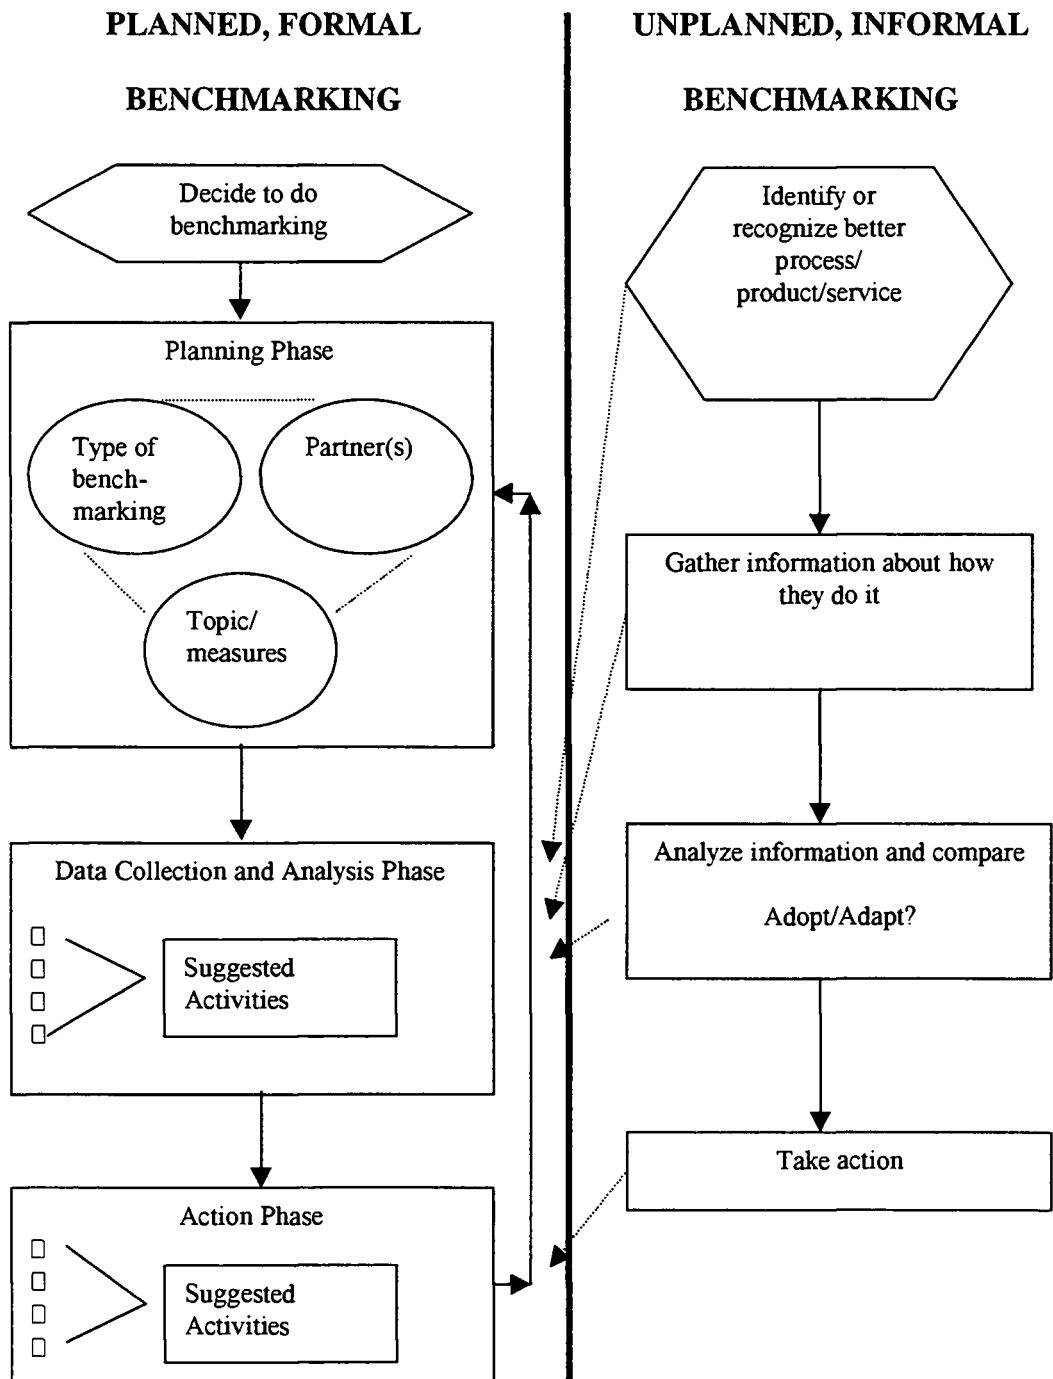 PLANNED, FORMAL
BENCHMARKING
Decide to do
benchmarking
Planning Phase
Type of
bench-
marking
Partner(s)
Topic/
measures
Data Collection and Analysis Phase
Suggested
Activities
Action Phase
Suggested
Activities
UNPLANNED, INFORMAL
BENCHMARKING
Identify or
recognize better
process/
product/service
Gather information about how
they do it
Analyze information and compare
Adopt/Adapt?
Take action